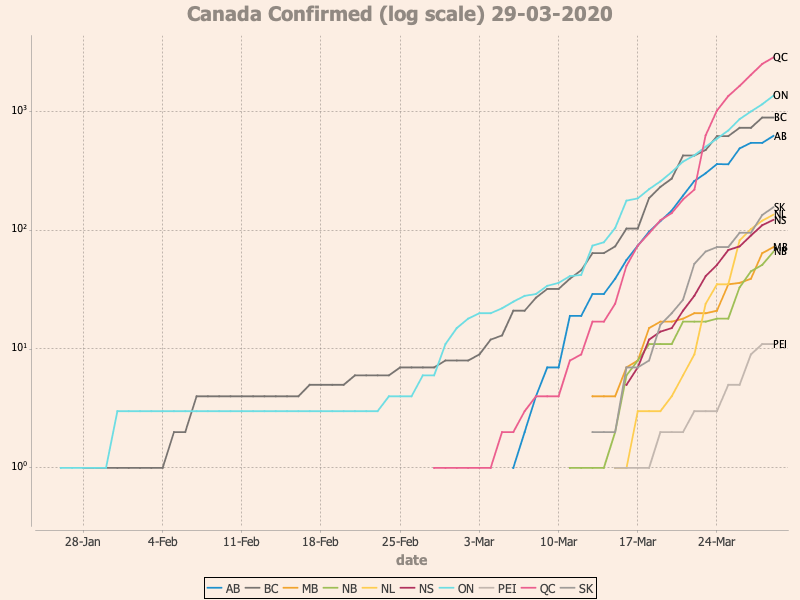 Canada Confirmed (log scale) 29-03-2020
QC
ON
BC
AB
SK
NL
NS
MB
NB
PEI
10³
10²
10¹
10⁰
28-Jan 4-Feb 11-Feb 18-Feb 25-Feb 3-Mar 10-Mar 17-Mar 24-Mar
date
AB BC MB NB NL NS ON PEI QC SK